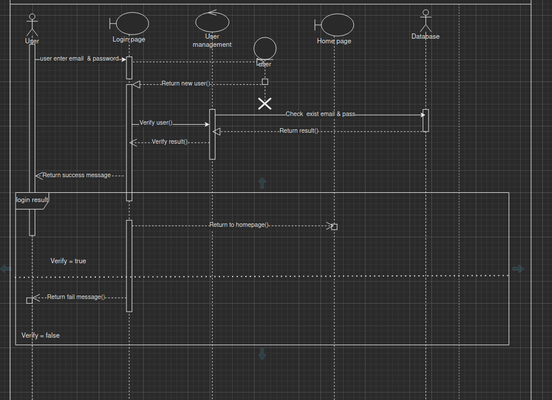 User
Login page
User
management
user
Home page
Database
user enter email & password
Return new user()
Check exist email & pass
Verify user()
Return result()
Verify result()
Return success message
login result
Return to homepage()
Verify = true
Return fail message()
Verify = false